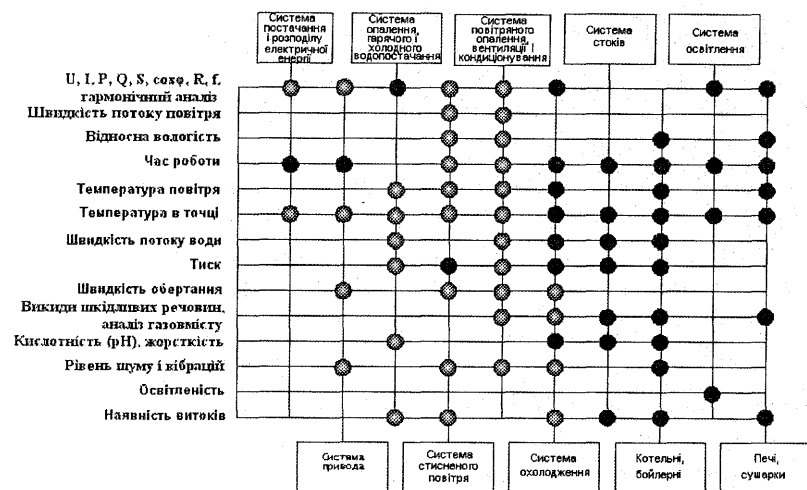 Система
постачання
і розподілу
електричної
енергії
Система
опалення,
гарячого і
холодного
водопостачання
Система
повітряного
опалення,
вентиляції і
кондиціонування
Система
стоків
Система
освітлення
U, I, P, Q, S, cosφ, R, f,
гармонічний аналіз
Швидкість потоку повітря
Відносна вологість
Час роботи
Температура повітря
Температура в точці
Швидкість потоку води
Тиск
Швидкість обертання
Викиди шкідливих речовин,
аналіз газовмісту
Кислотність (pH), жорсткість
Рівень шуму і вібрацій
Освітленість
Наявність витоків
Система
привода
Система
стисненого
повітря
Система
охолодження
Котельні,
бойлерні
Печі,
сушарки